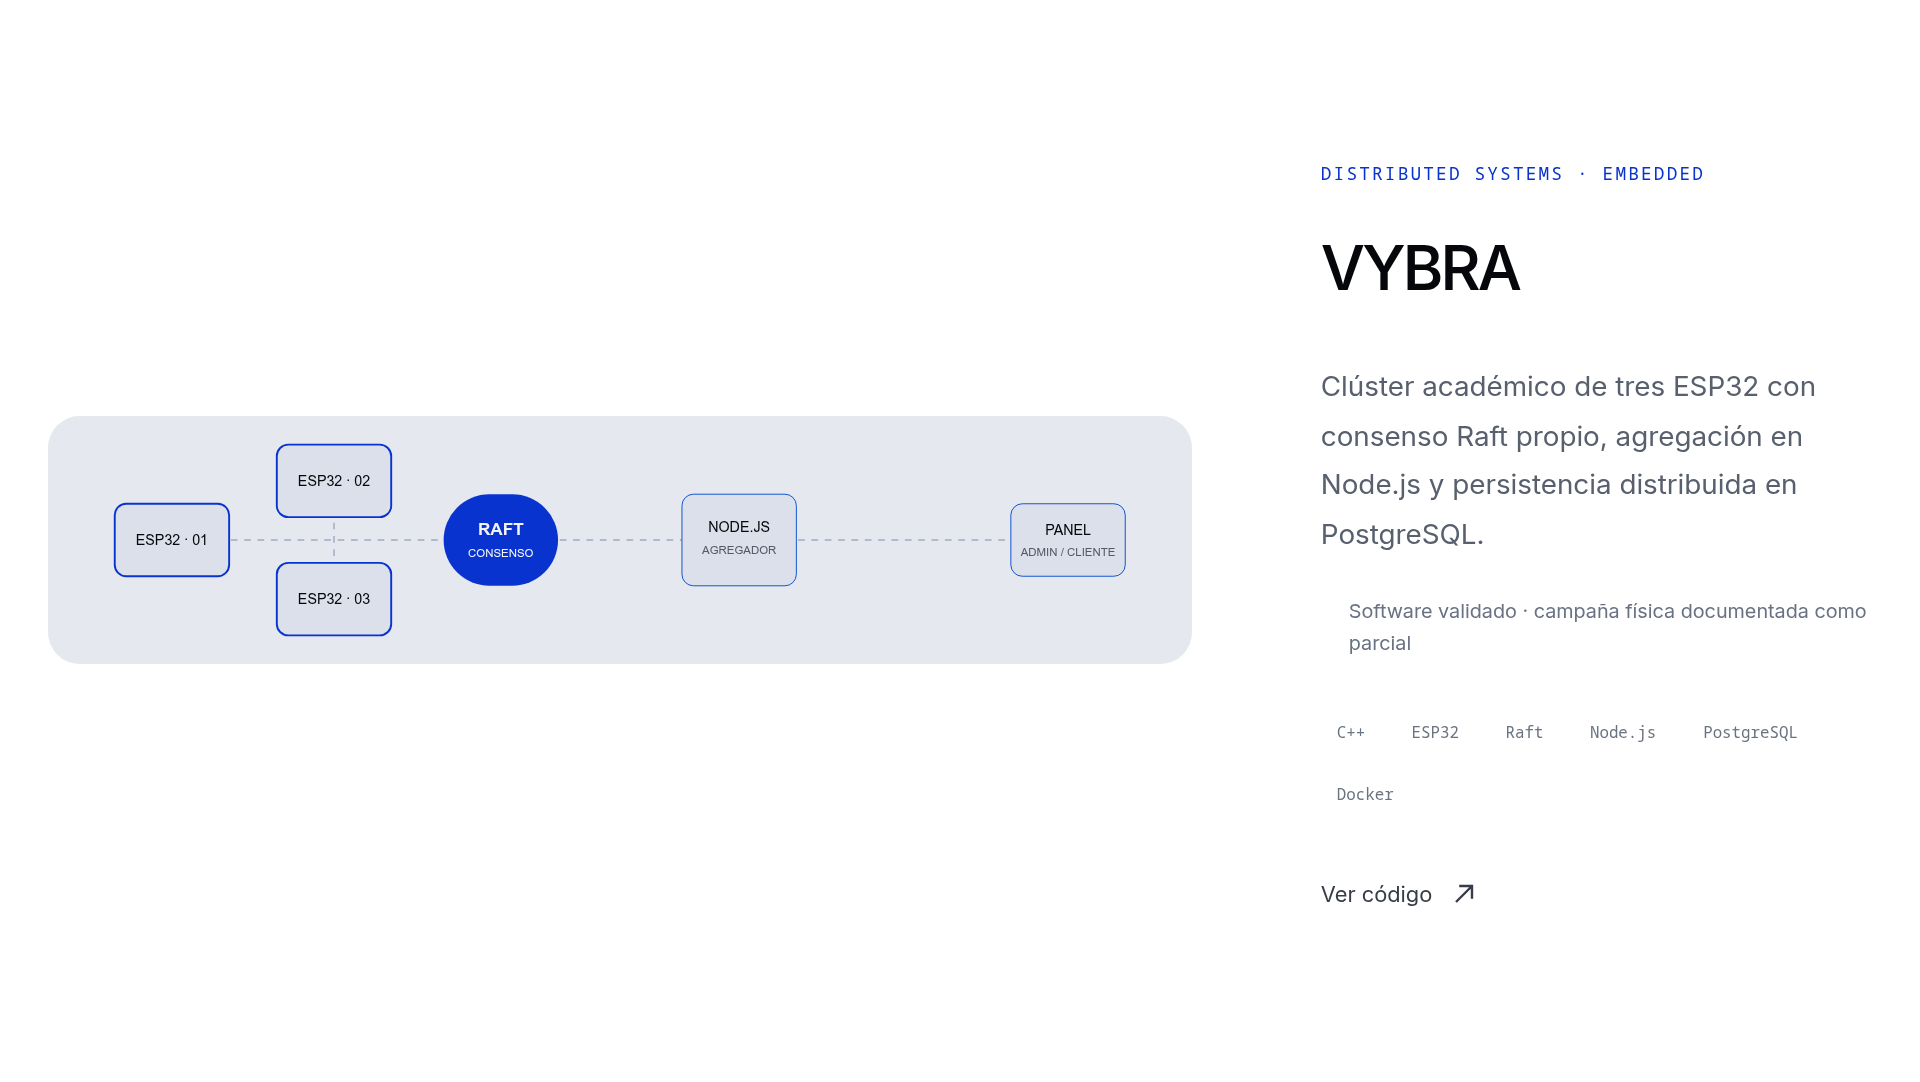 ESP32 · 01
ESP32 · 02
ESP32 · 03
RAFT
CONSENSO
NODE.JS
AGREGADOR
PANEL
ADMIN / CLIENTE
DISTRIBUTED SYSTEMS · EMBEDDED
VYBRA
Clúster académico de tres ESP32 con
consenso Raft propio, agregación en
Node.js y persistencia distribuida en
PostgreSQL.
Software validado · campaña física documentada como
parcial
C++ ESP32 Raft Node.js PostgreSQL
Docker
Ver código